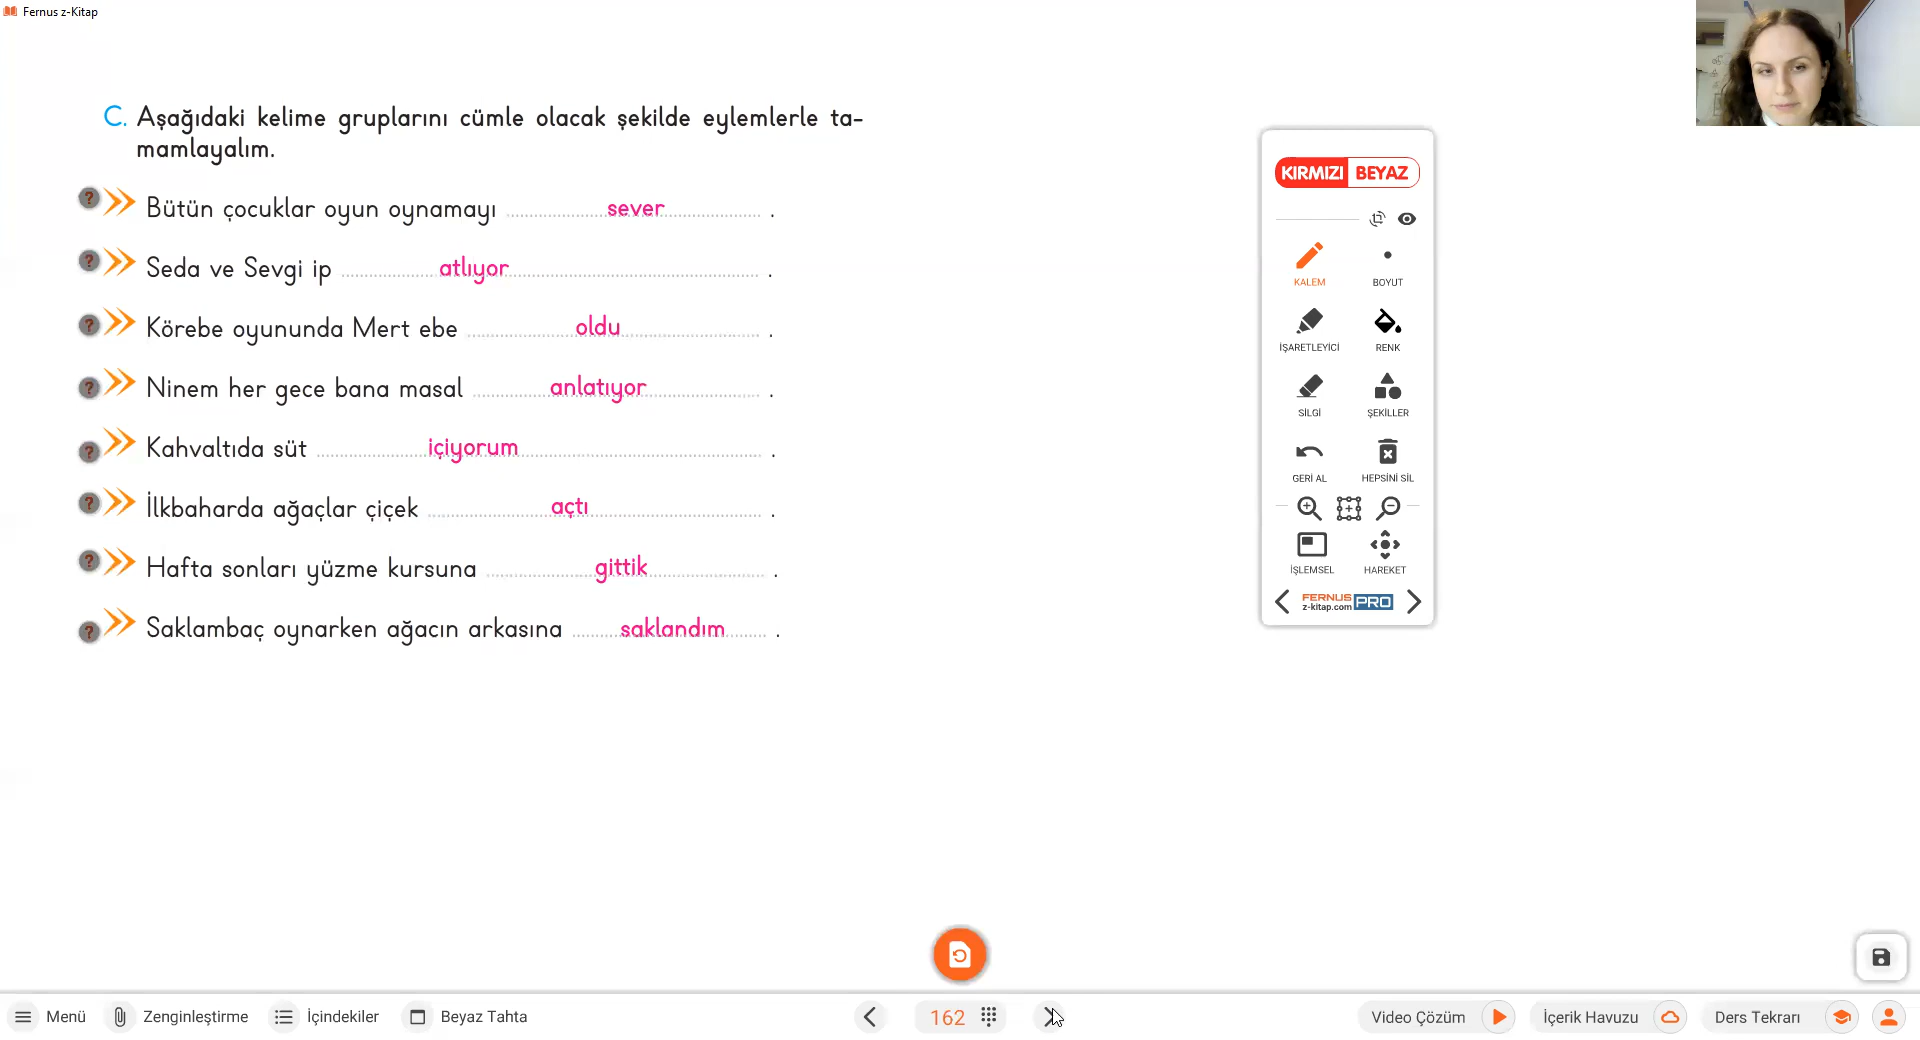 Fernus z-Kitap
C. Aşağıdaki kelime gruplarını cümle olacak şekilde eylemlerle ta-
mamlayalım.
Bütün çocuklar oyun oynamayı sever .
Seda ve Sevgi ip atlıyor .
Körebe oyununda Mert ebe oldu .
Ninem her gece bana masal anlatıyor .
Kahvaltıda süt içiyorum .
İlkbaharda ağaçlar çiçek açtı .
Hafta sonları yüzme kursuna gittik .
Saklambaç oynarken ağacın arkasına saklandım .
KIRMIZI BEYAZ
KALEM BOYUT
İŞARETLEYİCİ RENK
SİLGİ ŞEKİLLER
GERİ AL HEPSİNİ SİL
İŞLEMSEL HAREKET
FERNUS
z-kitap.com PRO
Menü Zenginleştirme İçindekiler Beyaz Tahta 162 Video Çözüm İçerik Havuzu Ders Tekrarı